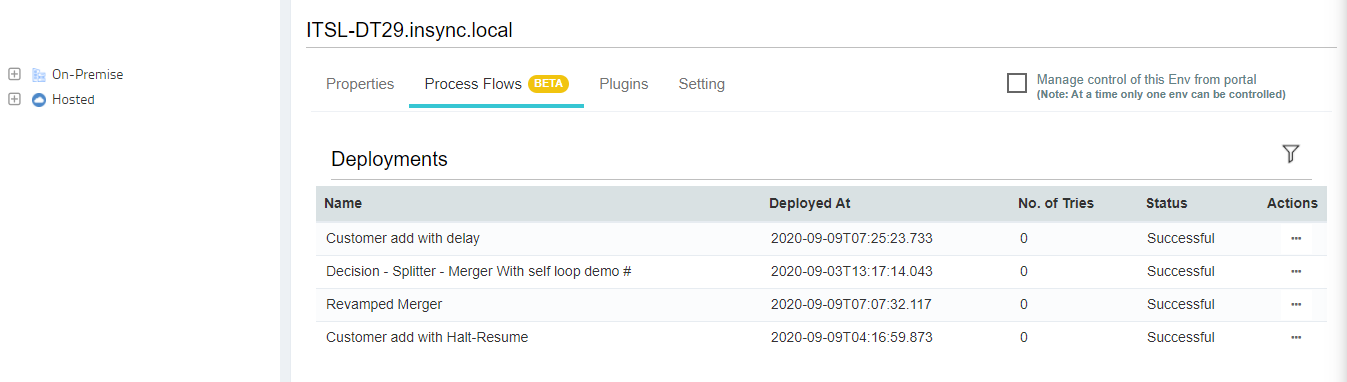 On-Premise
Hosted
ITSL-DT29.insync.local
Properties Process Flows BETA Plugins Setting
Manage control of this Env from portal
(Note: At a time only one env can be controlled)
Deployments
Name Deployed At No. of Tries Status Actions
Customer add with delay 2020-09-09T07:25:23.733 0 Successful ...
Decision - Splitter - Merger With self loop demo # 2020-09-03T13:17:14.043 0 Successful ...
Revamped Merger 2020-09-09T07:07:32.117 0 Successful ...
Customer add with Halt-Resume 2020-09-09T04:16:59.873 0 Successful ...